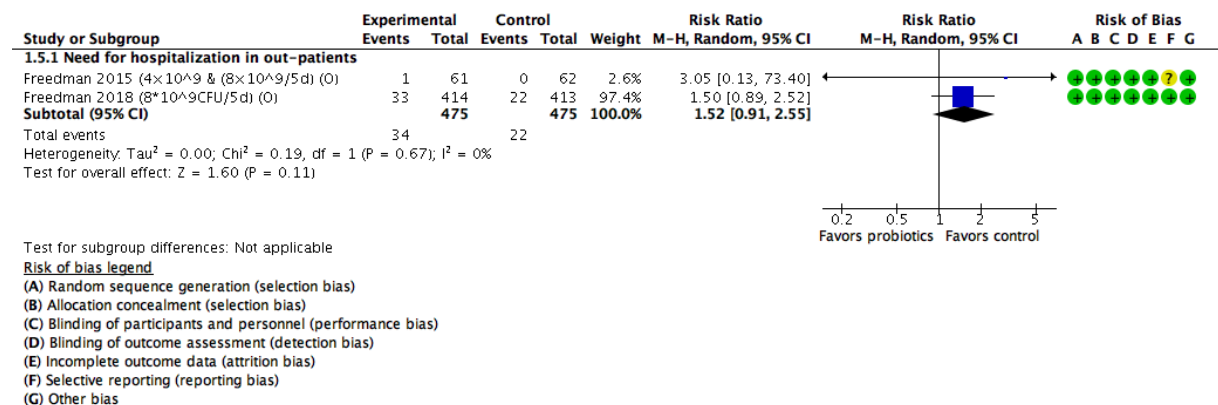 Experimental Control Risk Ratio Risk Ratio Risk of Bias
Study or Subgroup Events Total Events Total Weight M-H, Random, 95% CI M-H, Random, 95% CI A B C D E F G
1.5.1 Need for hospitalization in out-patients
Freedman 2015 (4×10^9 & (8×10^9/5d) (O) 1 61 0 62 2.6% 3.05 [0.13, 73.40] + + + + + ? +
Freedman 2018 (8*10^9CFU/5d) (O) 33 414 22 413 97.4% 1.50 [0.89, 2.52] + + + + + + +
Subtotal (95% CI) 475 475 100.0% 1.52 [0.91, 2.55]
Total events 34 22
Heterogeneity: Tau² = 0.00; Chi² = 0.19, df = 1 (P = 0.67); I² = 0%
Test for overall effect: Z = 1.60 (P = 0.11)
0.2 0.5 1 2 5
Favors probiotics Favors control
Test for subgroup differences: Not applicable
Risk of bias legend
(A) Random sequence generation (selection bias)
(B) Allocation concealment (selection bias)
(C) Blinding of participants and personnel (performance bias)
(D) Blinding of outcome assessment (detection bias)
(E) Incomplete outcome data (attrition bias)
(F) Selective reporting (reporting bias)
(G) Other bias